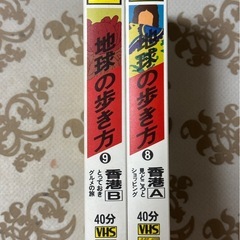 地球の歩き方
8
香港A
見どころと
ショッピング
40分
VHS
地球の歩き方
9
香港B
とっておき
グルメの旅
40分
VHS